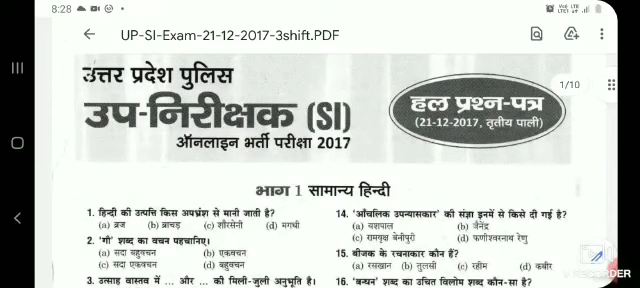 8:28
UP-SI-Exam-21-12-2017-3shift.PDF
1/10
उत्तर प्रदेश पुलिस
उप-निरीक्षक (SI)
ऑनलाइन भर्ती परीक्षा 2017
हल प्रश्न-पत्र
(21-12-2017, तृतीय पाली)
भाग 1 सामान्य हिन्दी
1. हिन्दी की उत्पत्ति किस अपभ्रंश से मानी जाती है?
(a) ब्रज (b) ब्राचड़ (c) शौरसेनी (d) मगधी
2. 'गौ' शब्द का वचन पहचानिए।
(a) सदा बहुवचन (b) एकवचन
(c) सदा एकवचन (d) बहुवचन
3. उत्साह वास्तव में ... और ... की मिली-जुली अनुभूति है।
14. 'आँचलिक उपन्यासकार' की संज्ञा इनमें से किसे दी गई है?
(a) यशपाल (b) जैनेंद्र
(c) रामवृक्ष बेनीपुरी (d) फणीश्वरनाथ रेणु
15. बीजक के रचनाकार कौन हैं?
(a) रसखान (b) तुलसी (c) रहीम (d) कबीर
16. 'बन्धन' शब्द का उचित विलोम शब्द कौन-सा है?
RECORDER